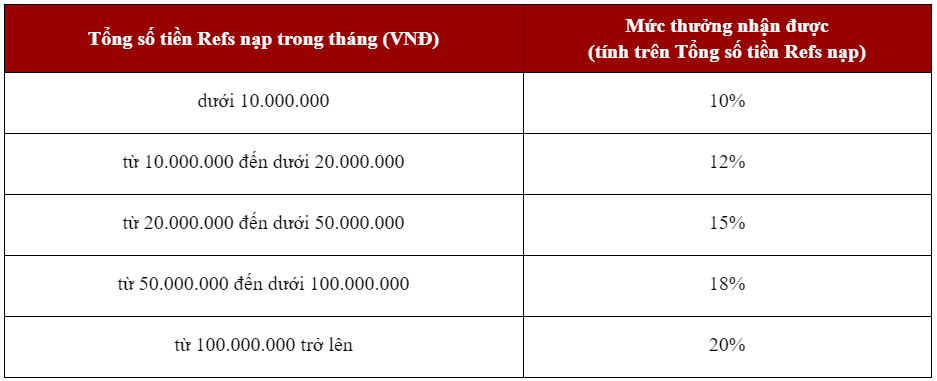 Tổng số tiền Refs nạp trong tháng (VNĐ)
Mức thưởng nhận được
(tính trên Tổng số tiền Refs nạp)
dưới 10.000.000
10%
từ 10.000.000 đến dưới 20.000.000
12%
từ 20.000.000 đến dưới 50.000.000
15%
từ 50.000.000 đến dưới 100.000.000
18%
từ 100.000.000 trở lên
20%